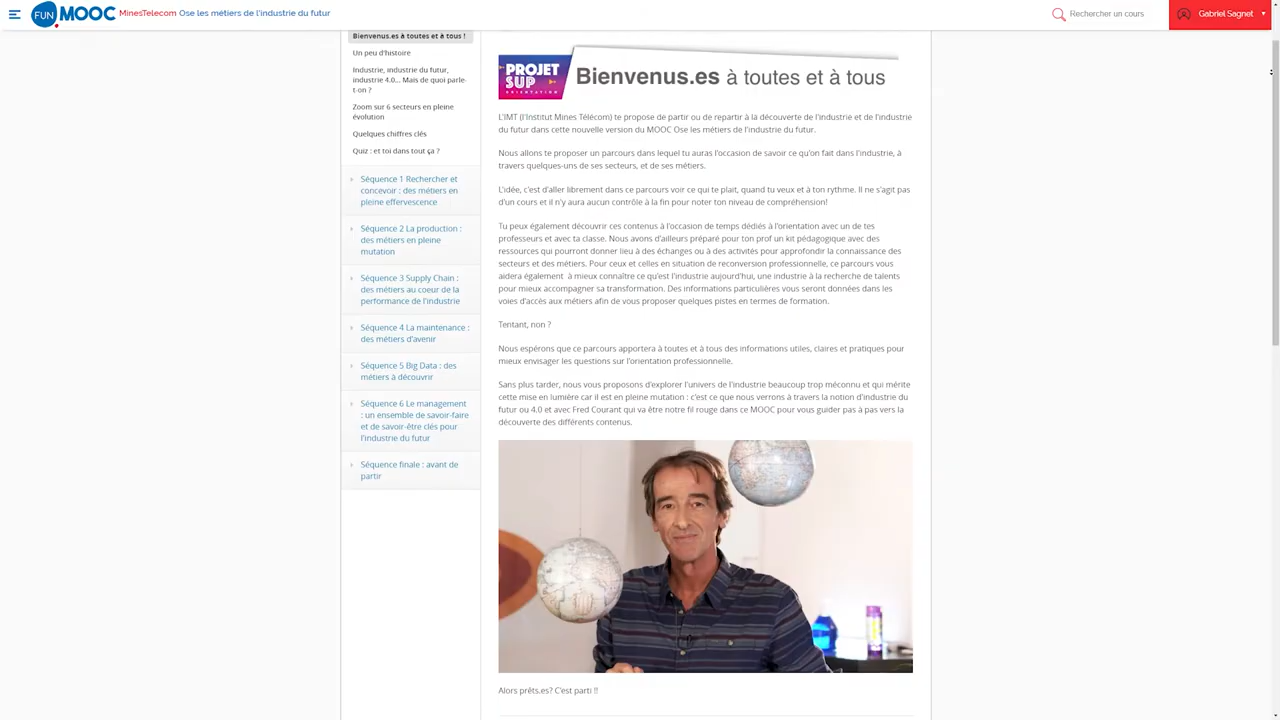 FUN MOOC MinesTelecom Ose les métiers de l'industrie du futur
Rechercher un cours
Gabriel Sagnet
Bienvenus.es à toutes et à tous !
Un peu d'histoire
Industrie, industrie du futur,
industrie 4.0... Mais de quoi parle-
t-on ?
Zoom sur 6 secteurs en pleine
évolution
Quelques chiffres clés
Quiz : et toi dans tout ça ?
Séquence 1 Rechercher et
concevoir : des métiers en
pleine effervescence
Séquence 2 La production :
des métiers en pleine
mutation
Séquence 3 Supply Chain :
des métiers au coeur de la
performance de l'industrie
Séquence 4 La maintenance :
des métiers d'avenir
Séquence 5 Big Data : des
métiers à découvrir
Séquence 6 Le management
: un ensemble de savoir-faire
et de savoir-être clés pour
l'industrie du futur
Séquence finale : avant de
partir
PROJET
SUP
ORIENTATION
Bienvenus.es à toutes et à tous
L'IMT (l'Institut Mines Télécom) te propose de partir ou de repartir à la découverte de l'industrie et de l'industrie
du futur dans cette nouvelle version du MOOC Ose les métiers de l'industrie du futur.
Nous allons te proposer un parcours dans lequel tu auras l'occasion de savoir ce qu'on fait dans l'industrie, à
travers quelques-uns de ses secteurs, et de ses métiers.
L'idée, c'est d'aller librement dans ce parcours voir ce qui te plait, quand tu veux et à ton rythme. Il ne s'agit pas
d'un cours et il n'y aura aucun contrôle à la fin pour noter ton niveau de compréhension!
Tu peux également découvrir ces contenus à l'occasion de temps dédiés à l'orientation avec un de tes
professeurs et avec ta classe. Nous avons d'ailleurs préparé pour ton prof un kit pédagogique avec des
ressources qui pourront donner lieu à des échanges ou à des activités pour approfondir la connaissance des
secteurs et des métiers. Pour ceux et celles en situation de reconversion professionnelle, ce parcours vous
aidera également à mieux connaître ce qu'est l'industrie aujourd'hui, une industrie à la recherche de talents
pour mieux accompagner sa transformation. Des informations particulières vous seront données dans les
voies d'accès aux métiers afin de vous proposer quelques pistes en termes de formation.
Tentant, non ?
Nous espérons que ce parcours apportera à toutes et à tous des informations utiles, claires et pratiques pour
mieux envisager les questions sur l'orientation professionnelle.
Sans plus tarder, nous vous proposons d'explorer l'univers de l'industrie beaucoup trop méconnu et qui mérite
cette mise en lumière car il est en pleine mutation : c'est ce que nous verrons à travers la notion d'industrie du
futur ou 4.0 et avec Fred Courant qui va être notre fil rouge dans ce MOOC pour vous guider pas à pas vers la
découverte des différents contenus.
Alors prêts.es? C'est parti !!